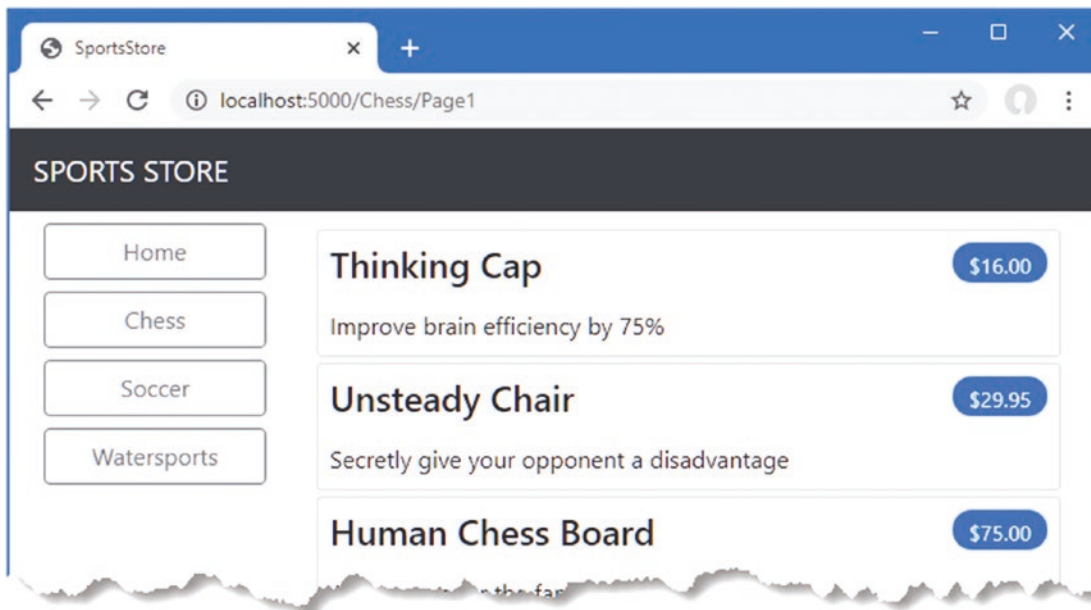 SportsStore
localhost:5000/Chess/Page1
SPORTS STORE
Home
Chess
Soccer
Watersports
Thinking Cap
$16.00
Improve brain efficiency by 75%
Unsteady Chair
$29.95
Secretly give your opponent a disadvantage
Human Chess Board
$75.00
the